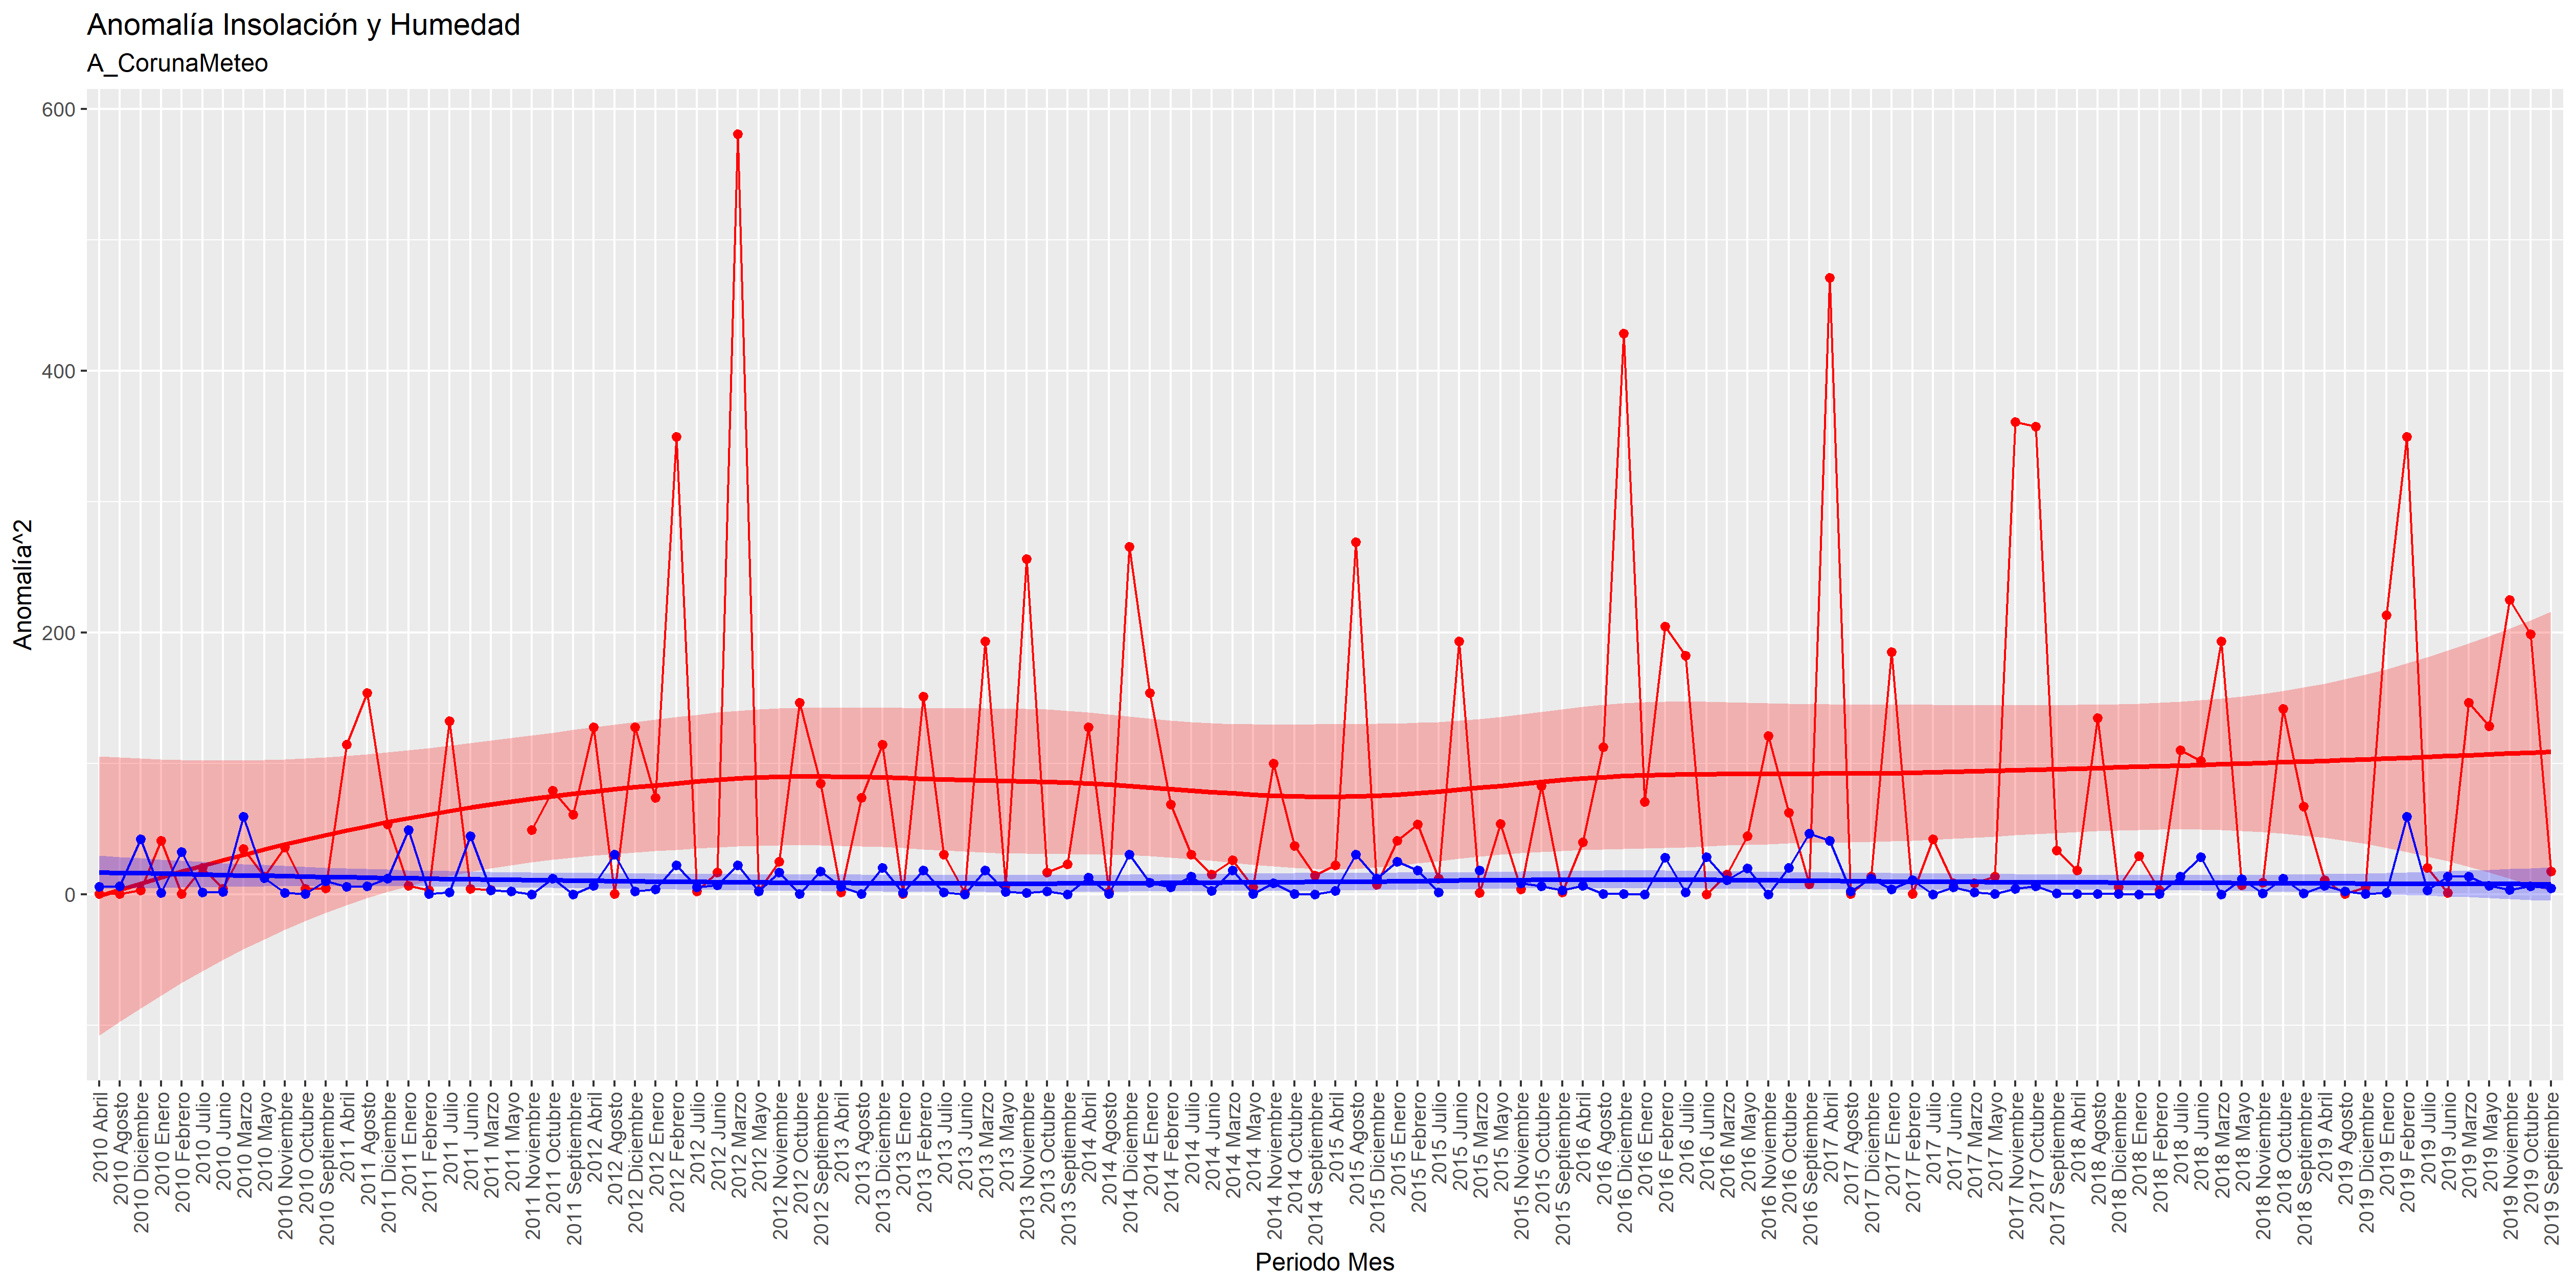 Anomalía Insolación y Humedad
A_CorunaMeteo
Anomalía^2
600
400
200
0
2010 Abril
2010 Agosto
2010 Diciembre
2010 Enero
2010 Febrero
2010 Julio
2010 Junio
2010 Marzo
2010 Mayo
2010 Noviembre
2010 Octubre
2010 Septiembre
2011 Abril
2011 Agosto
2011 Diciembre
2011 Enero
2011 Febrero
2011 Julio
2011 Junio
2011 Marzo
2011 Mayo
2011 Noviembre
2011 Octubre
2011 Septiembre
2012 Abril
2012 Agosto
2012 Diciembre
2012 Enero
2012 Febrero
2012 Julio
2012 Junio
2012 Marzo
2012 Mayo
2012 Noviembre
2012 Octubre
2012 Septiembre
2013 Abril
2013 Agosto
2013 Diciembre
2013 Enero
2013 Febrero
2013 Julio
2013 Junio
2013 Marzo
2013 Mayo
2013 Noviembre
2013 Octubre
2013 Septiembre
2014 Abril
2014 Agosto
2014 Diciembre
2014 Enero
2014 Febrero
2014 Julio
2014 Junio
2014 Marzo
2014 Mayo
2014 Noviembre
2014 Octubre
2014 Septiembre
2015 Abril
2015 Agosto
2015 Diciembre
2015 Enero
2015 Febrero
2015 Julio
2015 Junio
2015 Marzo
2015 Mayo
2015 Noviembre
2015 Octubre
2015 Septiembre
2016 Abril
2016 Agosto
2016 Diciembre
2016 Enero
2016 Febrero
2016 Julio
2016 Junio
2016 Marzo
2016 Mayo
2016 Noviembre
2016 Octubre
2016 Septiembre
2017 Abril
2017 Agosto
2017 Diciembre
2017 Enero
2017 Febrero
2017 Julio
2017 Junio
2017 Marzo
2017 Mayo
2017 Noviembre
2017 Octubre
2017 Septiembre
2018 Abril
2018 Agosto
2018 Diciembre
2018 Enero
2018 Febrero
2018 Julio
2018 Junio
2018 Marzo
2018 Mayo
2018 Noviembre
2018 Octubre
2018 Septiembre
2019 Abril
2019 Agosto
2019 Diciembre
2019 Enero
2019 Febrero
2019 Julio
2019 Junio
2019 Marzo
2019 Mayo
2019 Noviembre
2019 Octubre
2019 Septiembre
Periodo Mes